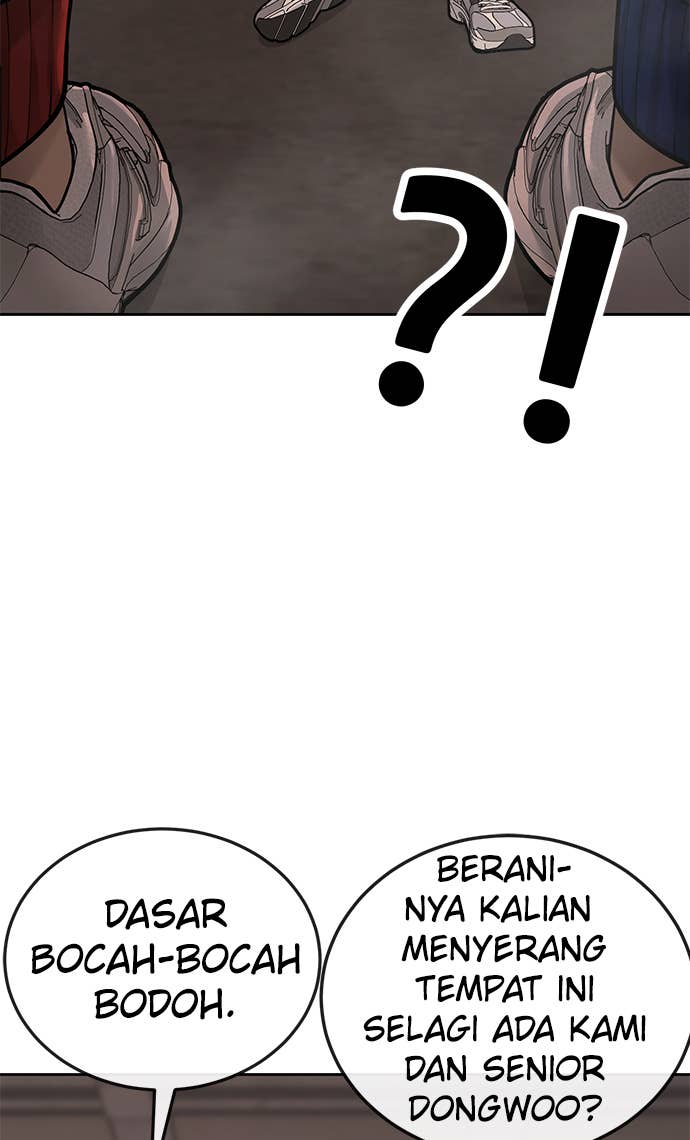 ?!
DASAR
BOCAH-BOCAH
BODOH.
BERANI-
NYA KALIAN
MENYERANG
TEMPAT INI
SELAGI ADA KAMI
DAN SENIOR
DONGWOO?